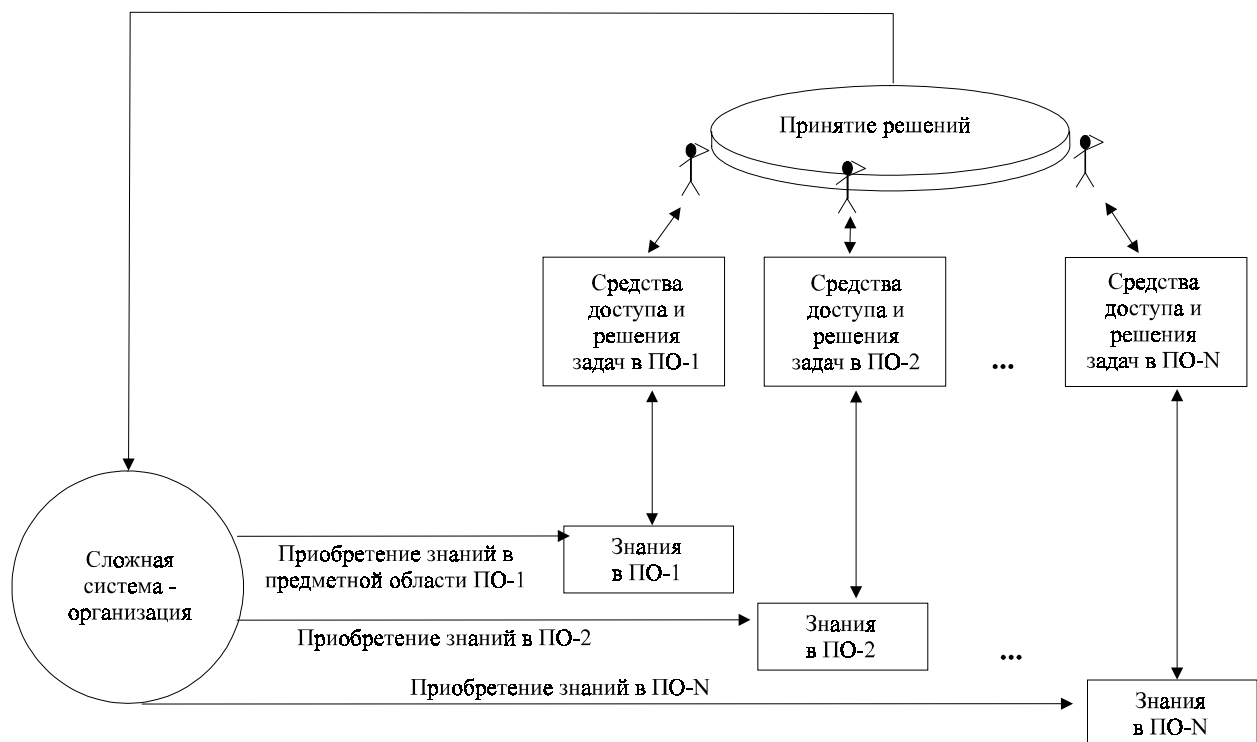 Принятие решений
Средства
доступа и
решения
задач в ПО-1
Средства
доступа и
решения
задач в ПО-2
...
Средства
доступа и
решения
задач в ПО-N
Сложная
система -
организация
Приобретение знаний в
предметной области ПО-1
Знания
в ПО-1
Приобретение знаний в ПО-2
Знания
в ПО-2
...
Приобретение знаний в ПО-N
Знания
в ПО-N